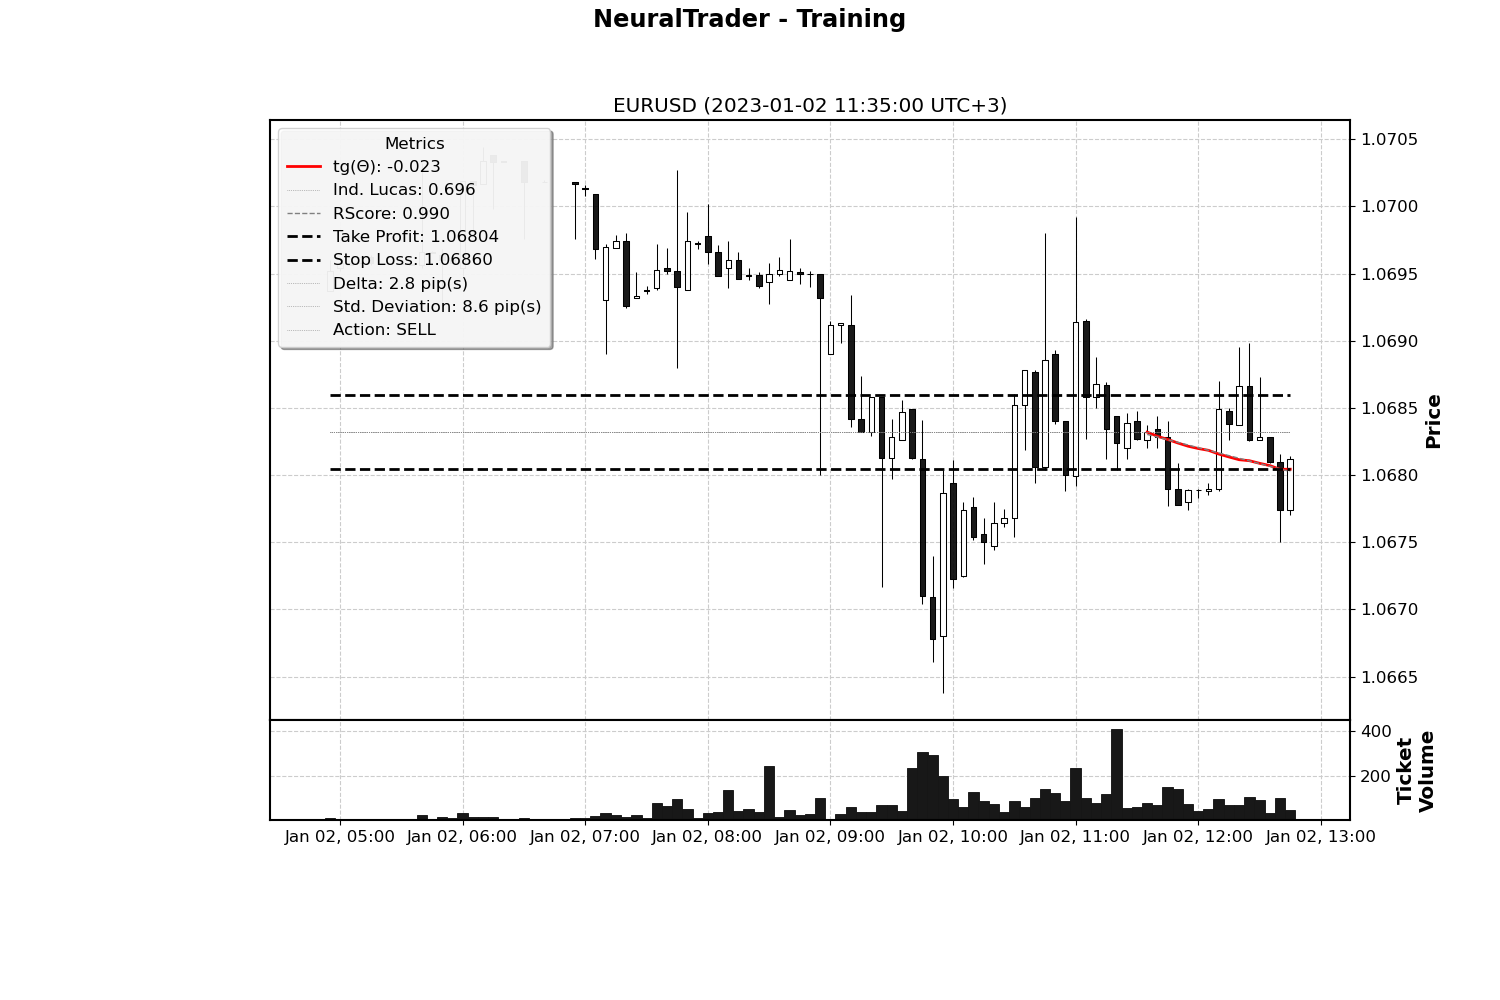 NeuralTrader - Training
EURUSD (2023-01-02 11:35:00 UTC+3)
Metrics
tg(Θ): -0.023
Ind. Lucas: 0.696
RScore: 0.990
Take Profit: 1.06804
Stop Loss: 1.06860
Delta: 2.8 pip(s)
Std. Deviation: 8.6 pip(s)
Action: SELL
1.0705
1.0700
1.0695
1.0690
1.0685
1.0680
1.0675
1.0670
1.0665
Price
400
200
Ticket
Volume
Jan 02, 05:00
Jan 02, 06:00
Jan 02, 07:00
Jan 02, 08:00
Jan 02, 09:00
Jan 02, 10:00
Jan 02, 11:00
Jan 02, 12:00
Jan 02, 13:00